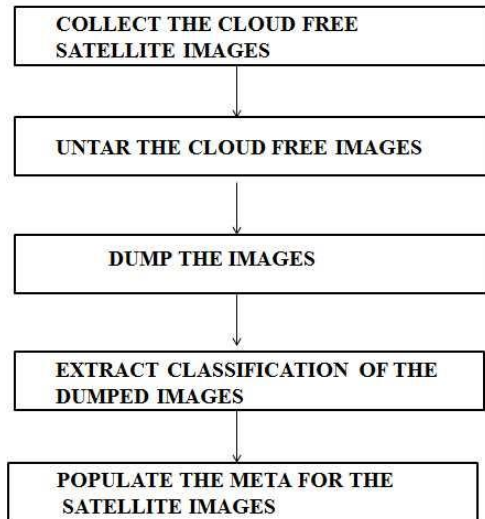 COLLECT THE CLOUD FREE
SATELLITE IMAGES
UNTAR THE CLOUD FREE IMAGES
DUMP THE IMAGES
EXTRACT CLASSIFICATION OF THE
DUMPED IMAGES
POPULATE THE META FOR THE
SATELLITE IMAGES